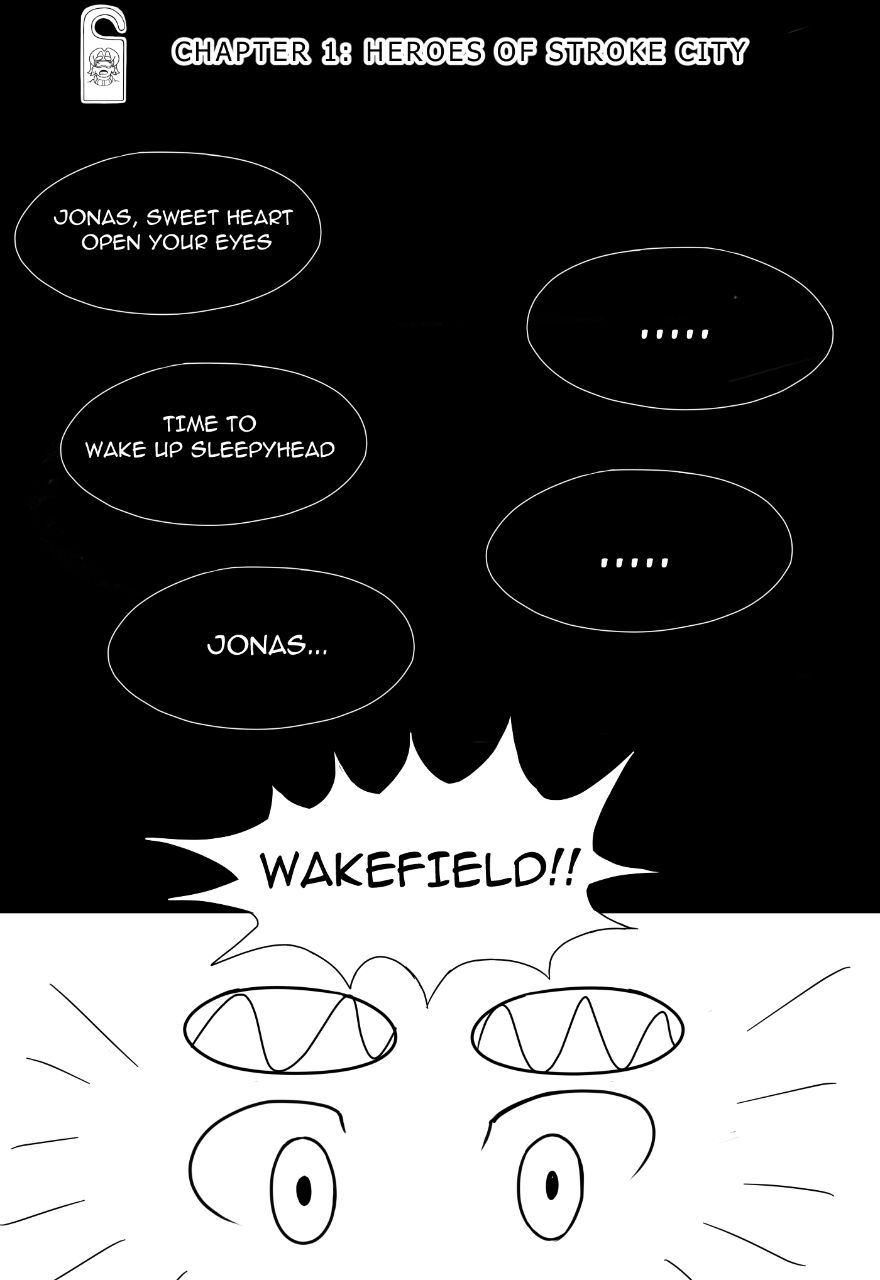 CHAPTER 1: HEROES OF STROKE CITY
JONAS, SWEET HEART
OPEN YOUR EYES
.....
TIME TO
WAKE UP SLEEPYHEAD
.....
JONAS...
WAKEFIELD!!